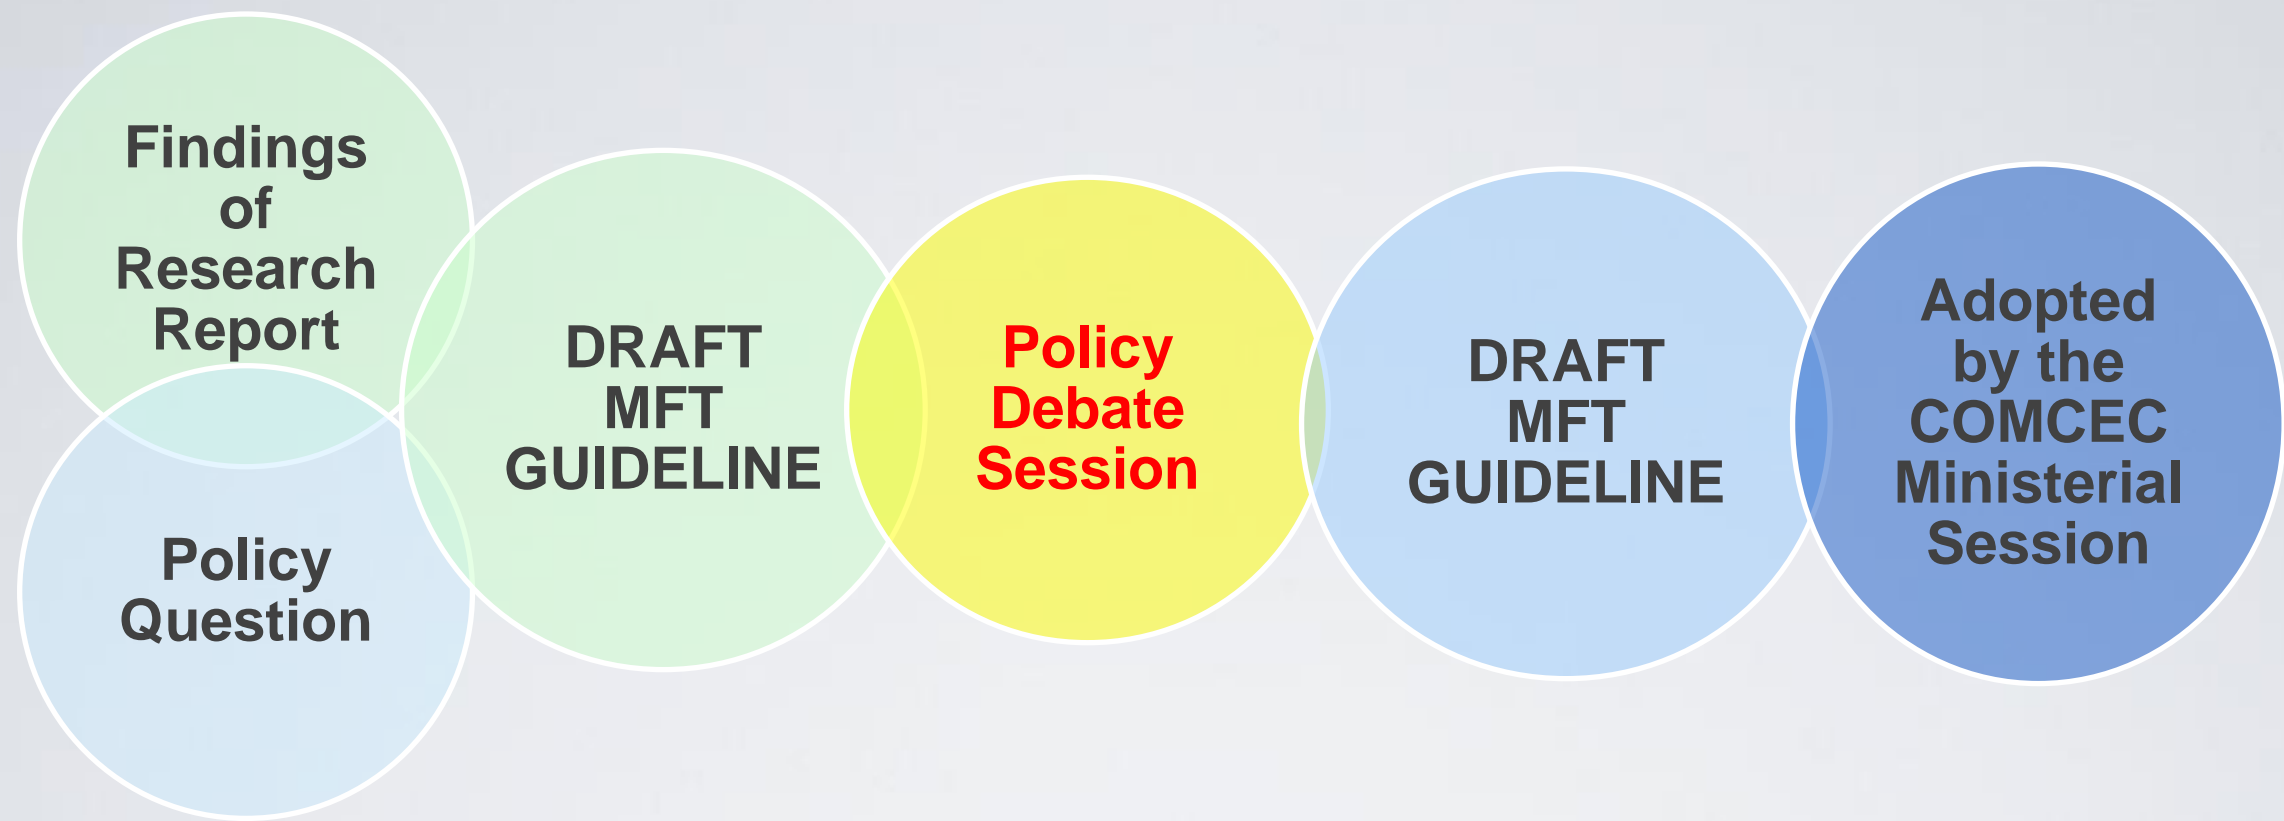 Findings
of
Research
Report
Policy
Question
DRAFT
MFT
GUIDELINE
Policy
Debate
Session
DRAFT
MFT
GUIDELINE
Adopted
by the
COMCEC
Ministerial
Session